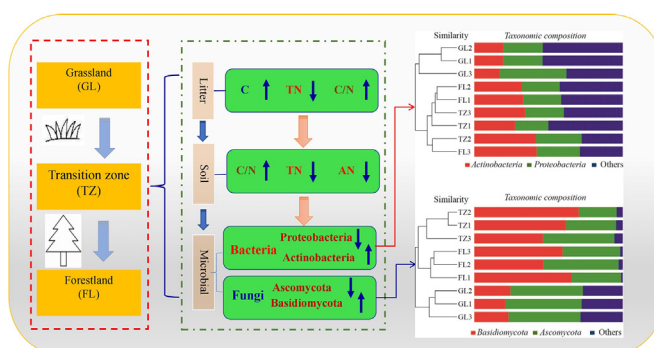 Grassland
(GL)
Transition zone
(TZ)
Forestland
(FL)
Litter
C TN C/N
Soil
C/N TN AN
Microbial
Bacteria Proteobacteria
Actinobacteria
Fungi Ascomycota
Basidiomycota
Similarity Taxonomic composition
GL2
GL1
GL3
FL2
FL1
TZ3
TZ1
TZ2
FL3
Actinobacteria Proteobacteria Others
Similarity Taxonomic composition
TZ2
TZ1
TZ3
FL3
FL2
FL1
GL2
GL1
GL3
Basidiomycota Ascomycota Others